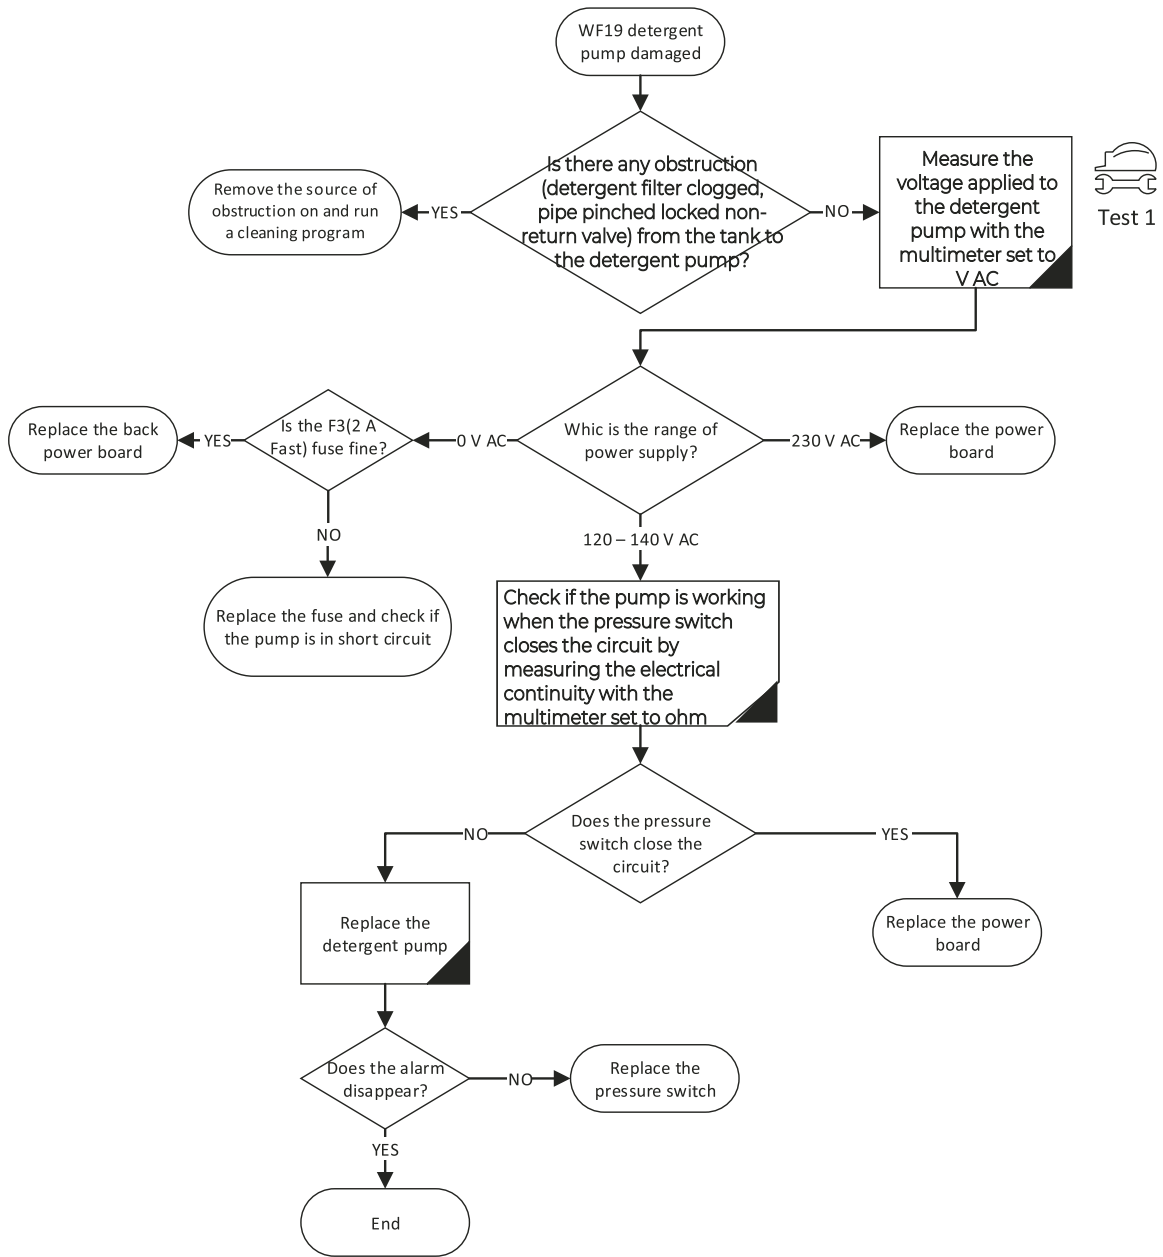 WF19 detergent
pump damaged
Is there any obstruction
(detergent filter clogged,
pipe pinched locked non-
return valve) from the tank to
the detergent pump?
YES
Remove the source of
obstruction on and run
a cleaning program
NO
Measure the
voltage applied to
the detergent
pump with the
multimeter set to
V AC
Test 1
Whic is the range of
power supply?
0 V AC
Is the F3(2 A
Fast) fuse fine?
YES
Replace the back
power board
NO
Replace the fuse and check if
the pump is in short circuit
230 V AC
Replace the power
board
120 – 140 V AC
Check if the pump is working
when the pressure switch
closes the circuit by
measuring the electrical
continuity with the
multimeter set to ohm
Does the pressure
switch close the
circuit?
NO
YES
Replace the power
board
Replace the
detergent pump
Does the alarm
disappear?
NO
Replace the
pressure switch
YES
End